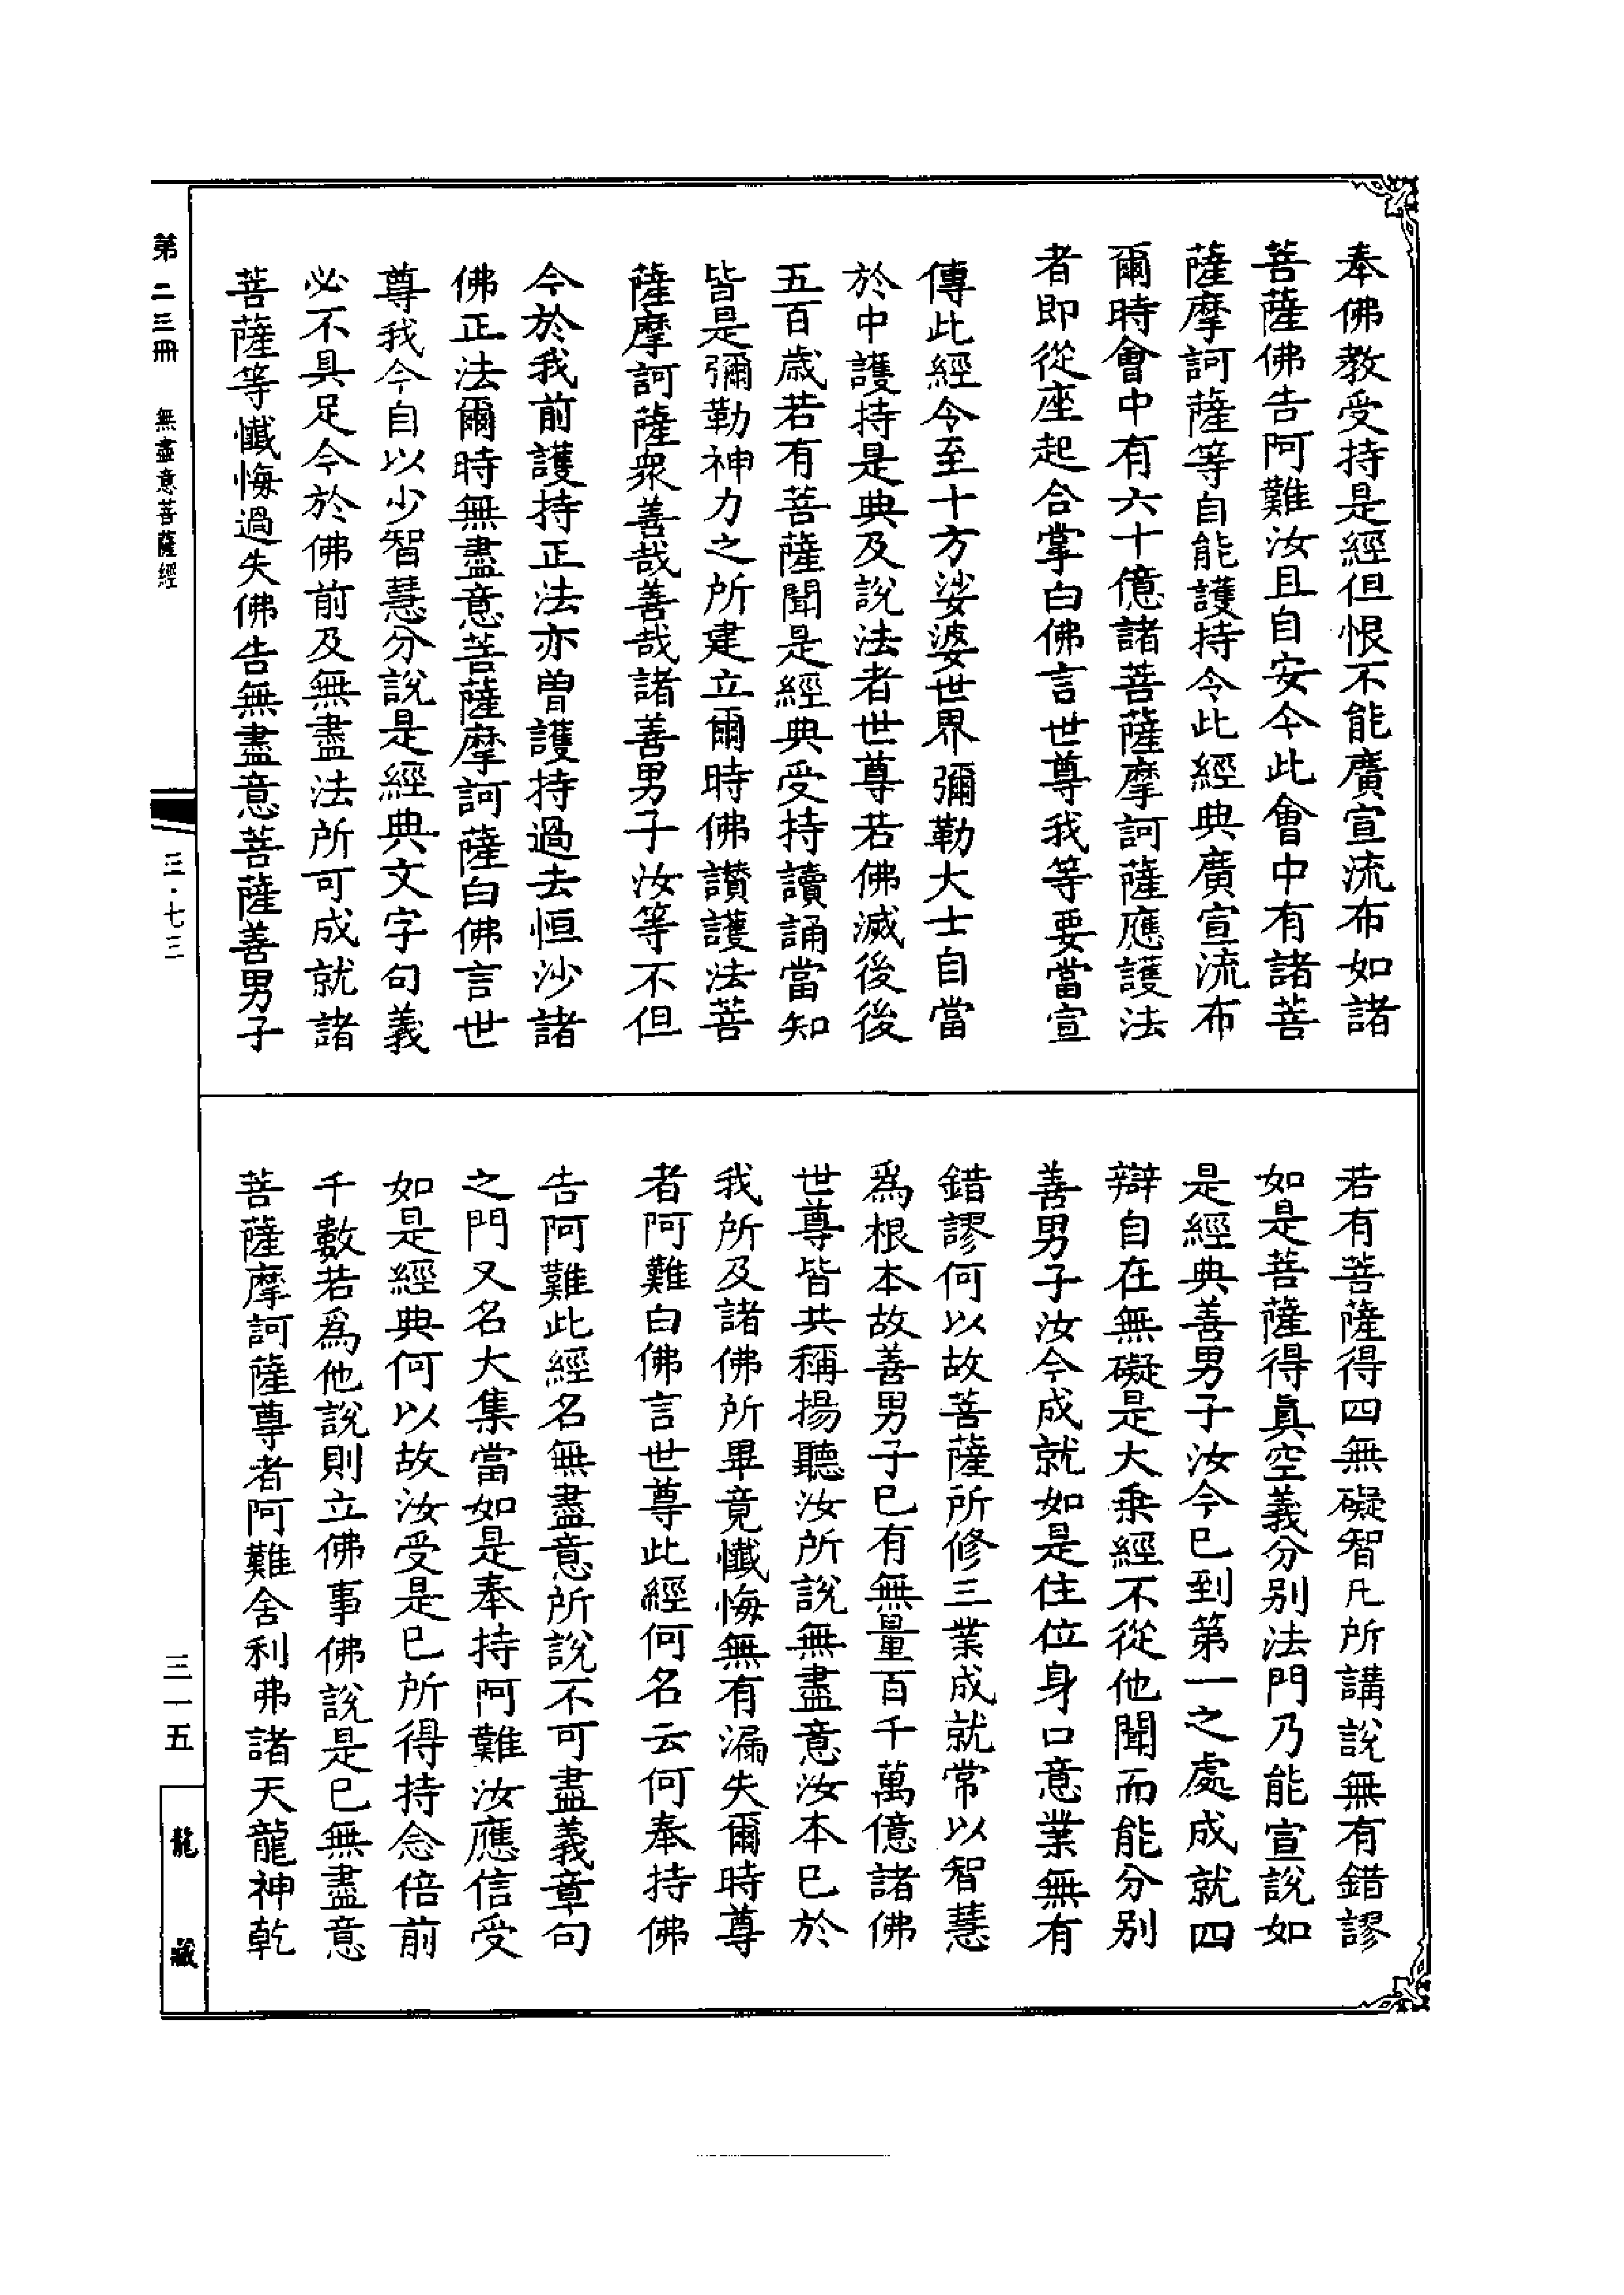 奉佛教受持是經但恨不能廣宣流布如諸
菩薩佛告阿難汝且自安今此會中有諸菩
薩摩訶薩等自能護持令此經典廣宣流布
爾時會中有六十億諸菩薩摩訶薩應護法
者即從座起合掌白佛言世尊我等要當宣
傳此經令至十方娑婆世界彌勒大士自當
於中護持是典及說法者世尊若佛滅後後
五百歲若有菩薩聞是經典受持讀誦當知
皆是彌勒神力之所建立爾時佛讚護法菩
薩摩訶薩衆善哉善哉諸善男子汝等不但
今於我前護持正法亦曾護持過去恒沙諸
佛正法爾時無盡意菩薩摩訶薩白佛言世
尊我今自以少智慧分說是經典文字句義
必不具足今於佛前及無盡法所可成就諸
菩薩等懺悔過失佛告無盡意菩薩善男子
若有菩薩得四無礙智凡所講說無有錯謬
如是菩薩得真空義分別法門乃能宣說如
是經典善男子汝今已到第一之處成就四
辯自在無礙是大乗經不從他聞而能分別
善男子汝今成就如是住位身口意業無有
錯謬何以故菩薩所修三業成就常以智慧
爲根本故善男子已有無量百千萬億諸佛
世尊皆共稱揚聽汝所說無盡意汝本已於
我所及諸佛所畢竟懺悔無有漏失爾時尊
者阿難白佛言世尊此經何名云何奉持佛
告阿難此經名無盡意所說不可盡義章句
之門又名大集當如是奉持阿難汝應信受
如是經典何以故汝受是已所得持念倍前
千數若爲他說則立佛事佛說是已無盡意
菩薩摩訶薩尊者阿難舍利弗諸天龍神乾
第二三冊 無盡意菩薩經
三·七三
三一五
龍藏